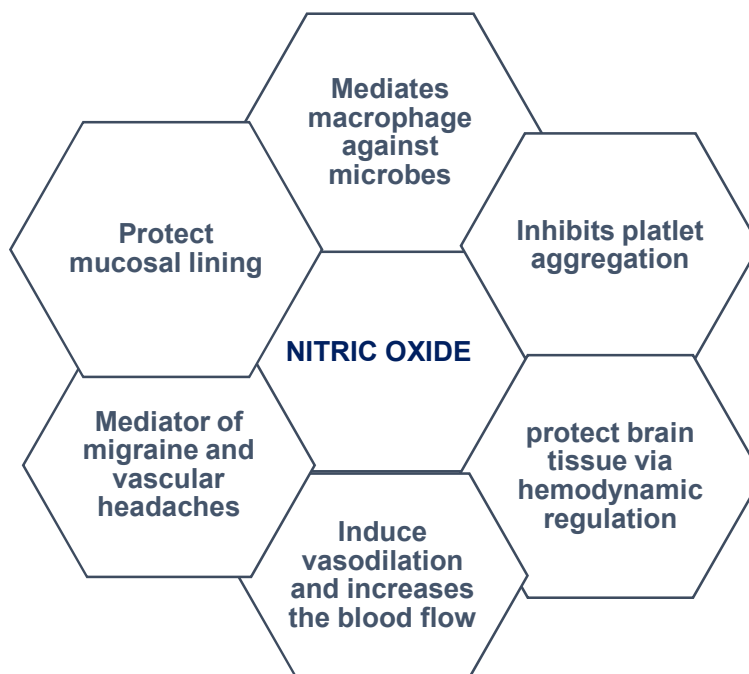 Mediates
macrophage
against
microbes
Protect
mucosal lining
Inhibits platlet
aggregation
NITRIC OXIDE
Mediator of
migraine and
vascular
headaches
protect brain
tissue via
hemodynamic
regulation
Induce
vasodilation
and increases
the blood flow